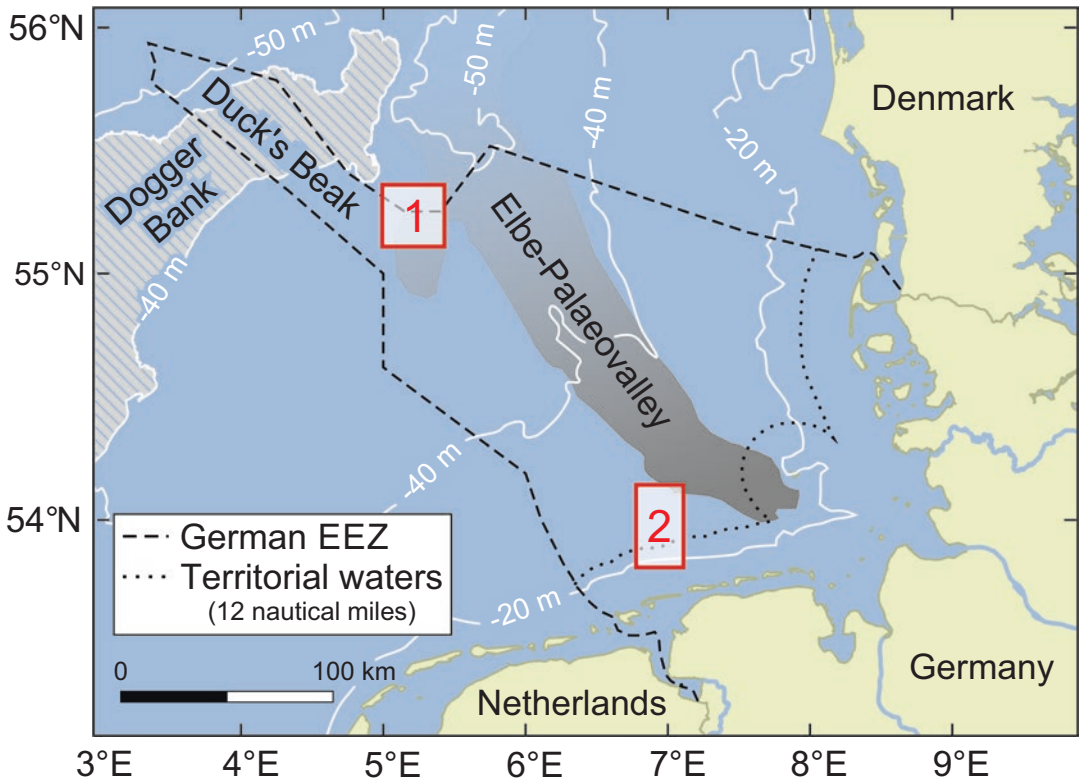 56°N
-50 m
-50 m
Denmark
Duck's Beak
-40 m
-20 m
Dogger
Bank
1
Elbe-Palaeovalley
55°N
-40 m
-40 m
54°N
2
German EEZ
Territorial waters
(12 nautical miles)
-20 m
0 100 km
Germany
Netherlands
3°E 4°E 5°E 6°E 7°E 8°E 9°E